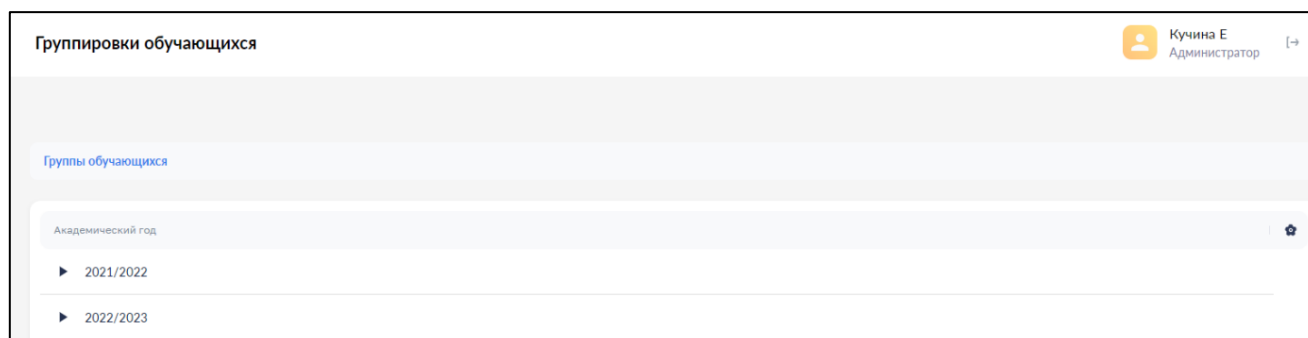 Группировки обучающихся
Кучина Е
Администратор
Группы обучающихся
Академический год
2021/2022
2022/2023